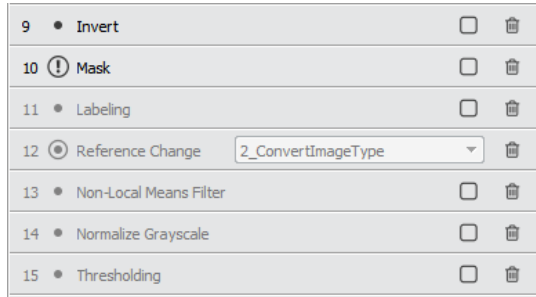 9 Invert
10 Mask
11 Labeling
12 Reference Change 2_ConvertImageType
13 Non-Local Means Filter
14 Normalize Grayscale
15 Thresholding